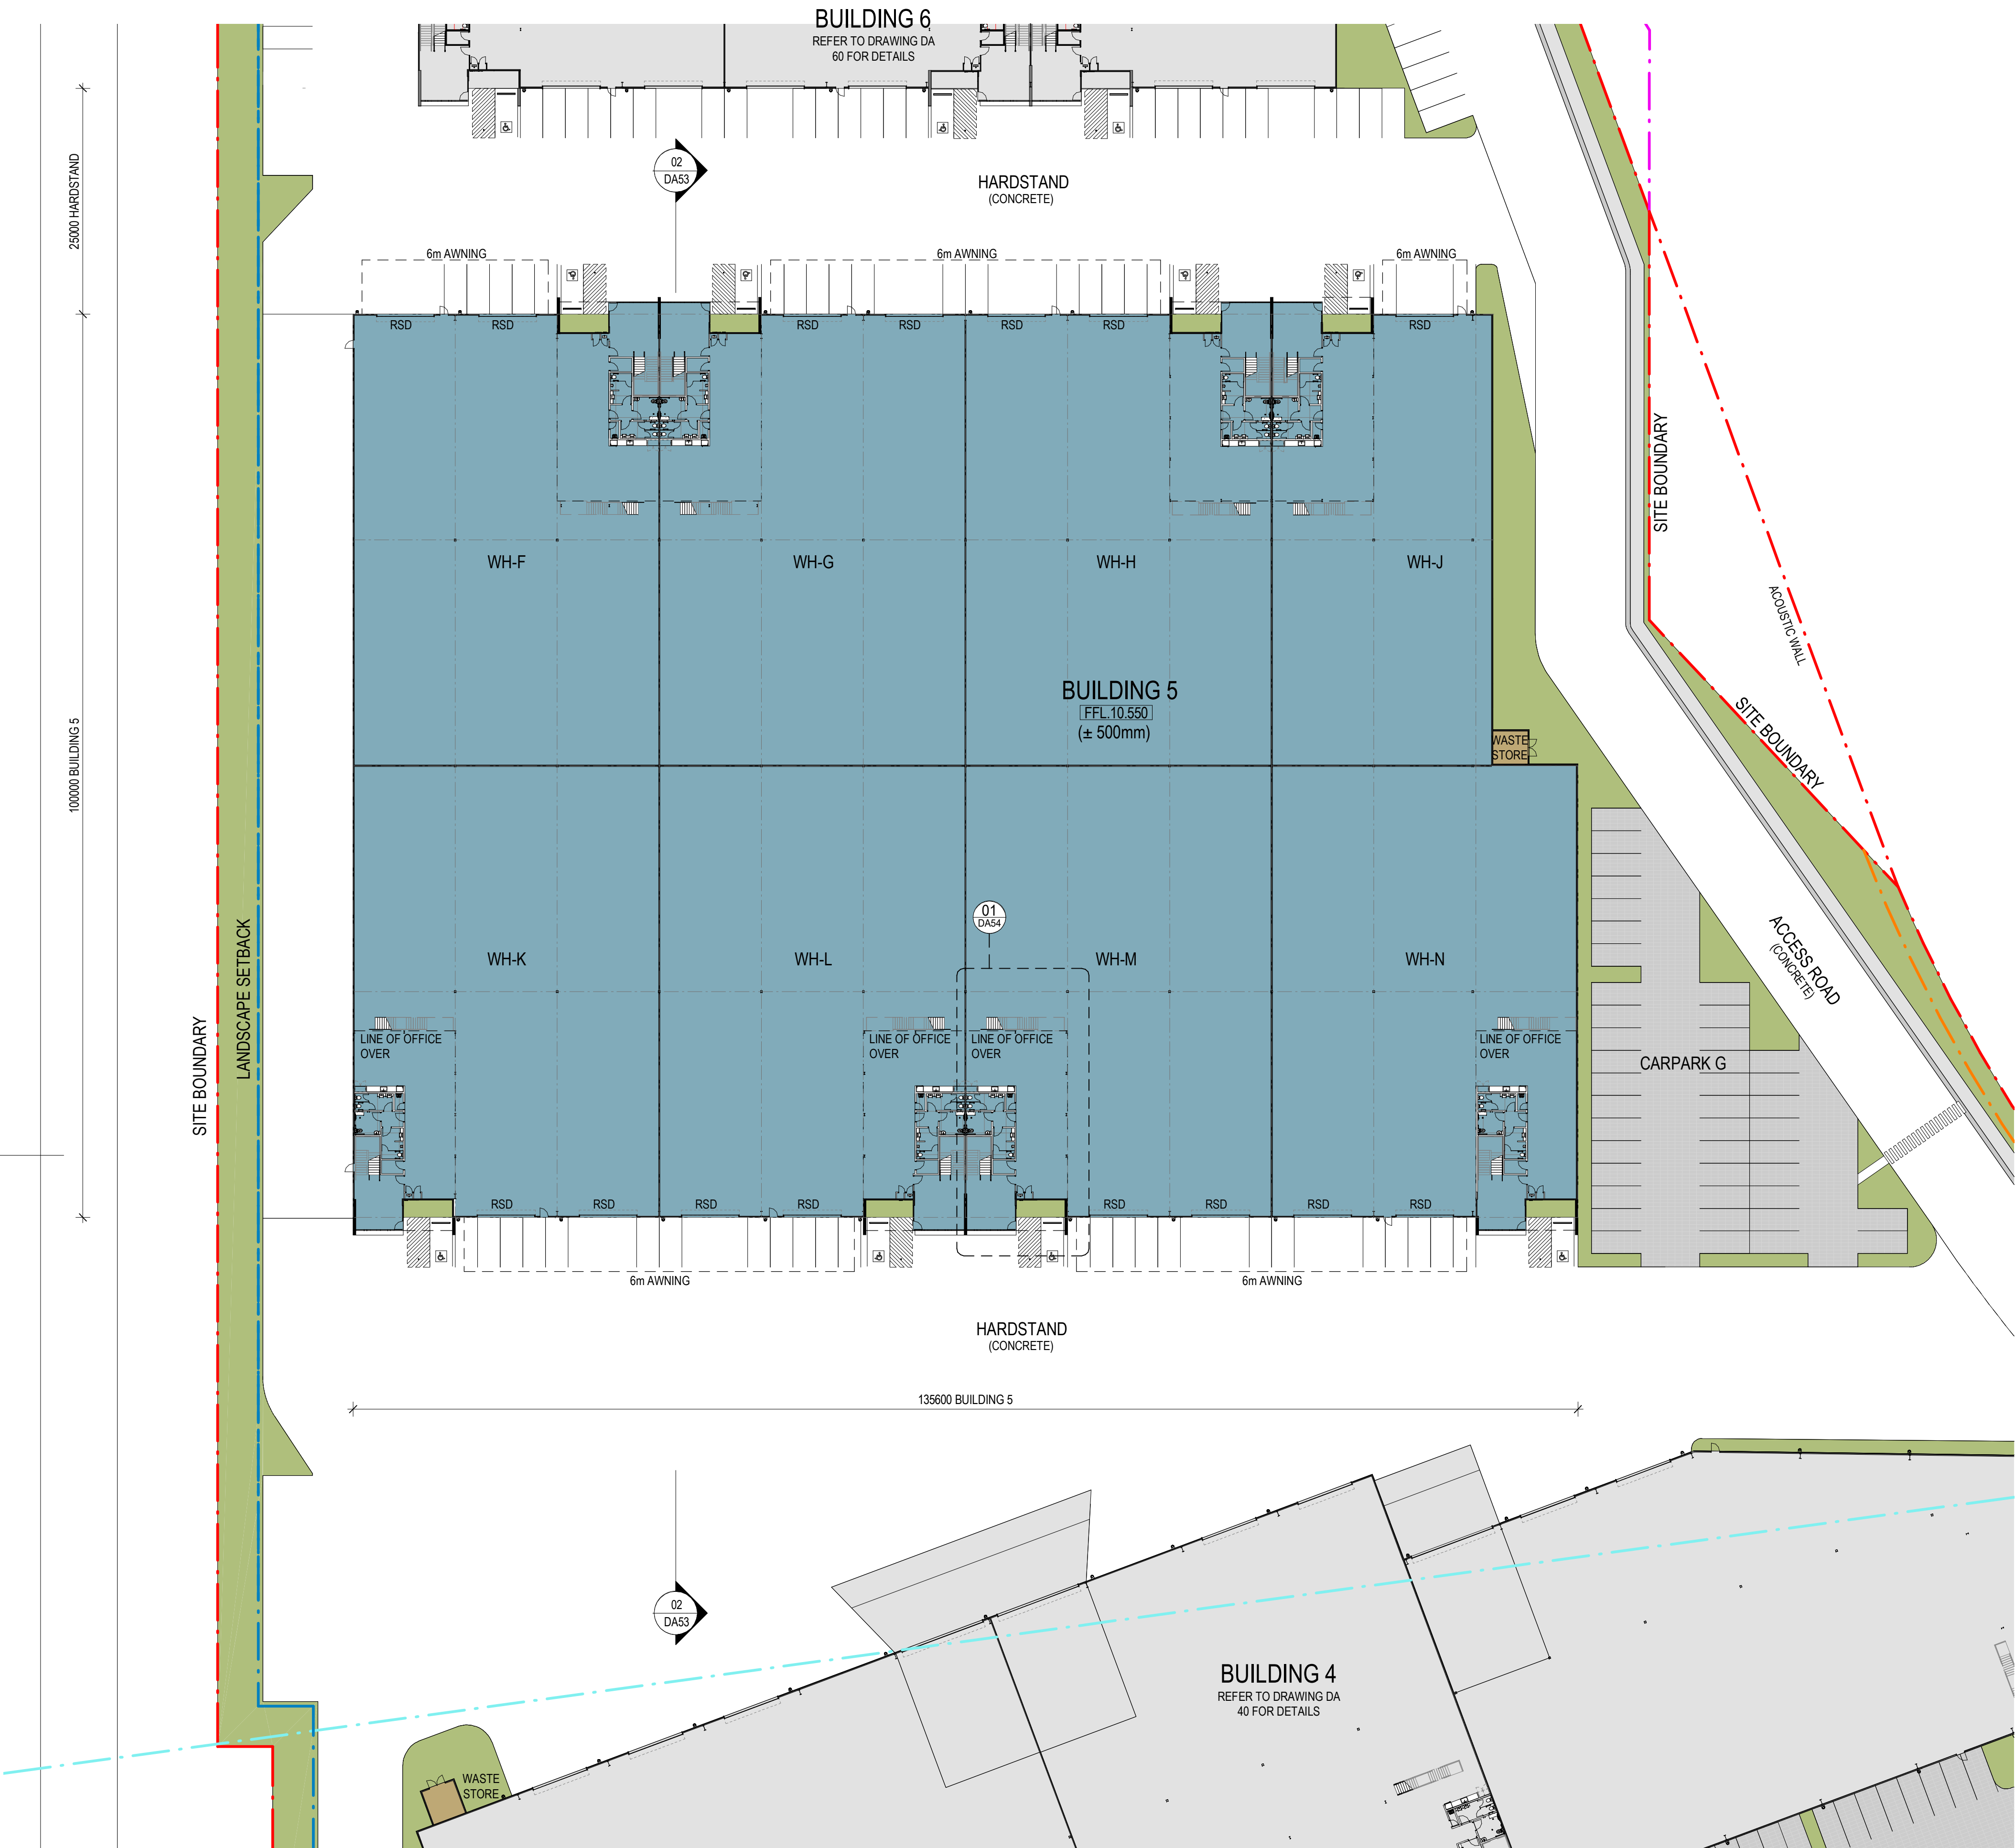 BUILDING 6
REFER TO DRAWING DA
60 FOR DETAILS
25000 HARDSTAND
02
DA53
HARDSTAND
(CONCRETE)
6m AWNING
6m AWNING
6m AWNING
RSD
RSD
RSD
RSD
RSD
RSD
RSD
SITE BOUNDARY
WH-F
WH-G
WH-H
WH-J
ACOUSTIC WALL
BUILDING 5
FFL.10.550
(± 500mm)
WASTE
STORE
SITE BOUNDARY
100000 BUILDING 5
01
DA54
WH-K
WH-L
WH-M
WH-N
ACCESS ROAD
(CONCRETE)
LANDSCAPE SETBACK
SITE BOUNDARY
LINE OF OFFICE
OVER
LINE OF OFFICE
OVER
LINE OF OFFICE
OVER
LINE OF OFFICE
OVER
CARPARK G
RSD
RSD
RSD
RSD
RSD
RSD
RSD
RSD
6m AWNING
6m AWNING
HARDSTAND
(CONCRETE)
135600 BUILDING 5
02
DA53
BUILDING 4
REFER TO DRAWING DA
40 FOR DETAILS
WASTE
STORE